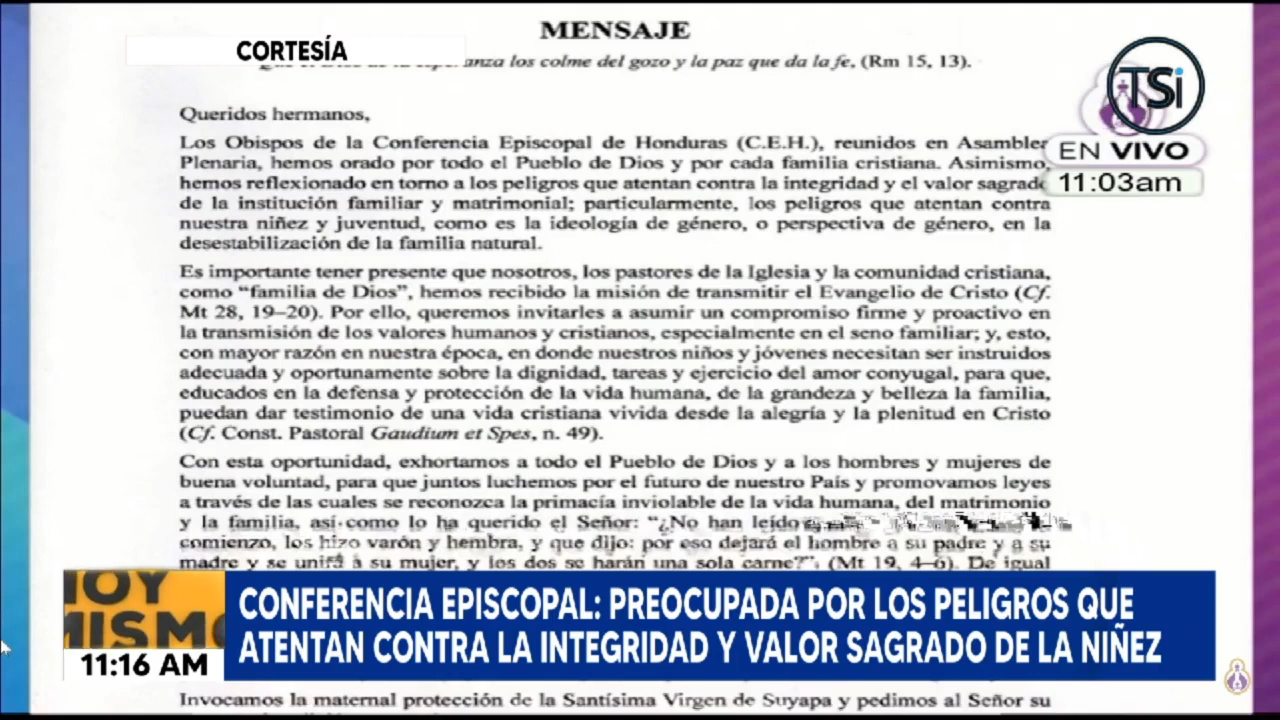 MENSAJE
CORTESÍA
los colme del gozo y la paz que da la fe, (Rm 15, 13).
TSi
EN VIVO
11:03am
Queridos hermanos,
Los Obispos de la Conferencia Episcopal de Honduras (C.E.H.), reunidos en Asamblea
Plenaria, hemos orado por todo el Pueblo de Dios y por cada familia cristiana. Asimismo,
hemos reflexionado en torno a los peligros que atentan contra la integridad y el valor sagrado
de la institución familiar y matrimonial; particularmente, los peligros que atentan contra
nuestra niñez y juventud, como es la ideología de género, o perspectiva de género, en la
desestabilización de la familia natural.
Es importante tener presente que nosotros, los pastores de la Iglesia y la comunidad cristiana,
como “familia de Dios”, hemos recibido la misión de transmitir el Evangelio de Cristo (Cf.
Mt 28, 19–20). Por ello, queremos invitarles a asumir un compromiso firme y proactivo en
la transmisión de los valores humanos y cristianos, especialmente en el seno familiar; y, esto,
con mayor razón en nuestra época, en donde nuestros niños y jóvenes necesitan ser instruidos
adecuada y oportunamente sobre la dignidad, tareas y ejercicio del amor conyugal, para que,
educados en la defensa y protección de la vida humana, de la grandeza y belleza la familia,
puedan dar testimonio de una vida cristiana vivida desde la alegría y la plenitud en Cristo
(Cf. Const. Pastoral Gaudium et Spes, n. 49).
Con esta oportunidad, exhortamos a todo el Pueblo de Dios y a los hombres y mujeres de
buena voluntad, para que juntos luchemos por el futuro de nuestro País y promovamos leyes
a través de las cuales se reconozca la primacía inviolable de la vida humana, del matrimonio
y la familia, así como lo ha querido el Señor: “¿No han leído
comienzo, los hizo varón y hembra, y que dijo: por eso dejará el hombre a su padre y a su
madre y se unirá a su mujer, y los dos se harán una sola carne?” (Mt 19, 4–6). De igual
HOY
MISMO
11:16 AM
CONFERENCIA EPISCOPAL: PREOCUPADA POR LOS PELIGROS QUE
ATENTAN CONTRA LA INTEGRIDAD Y VALOR SAGRADO DE LA NIÑEZ
Invocamos la maternal protección de la Santísima Virgen de Suyapa y pedimos al Señor su